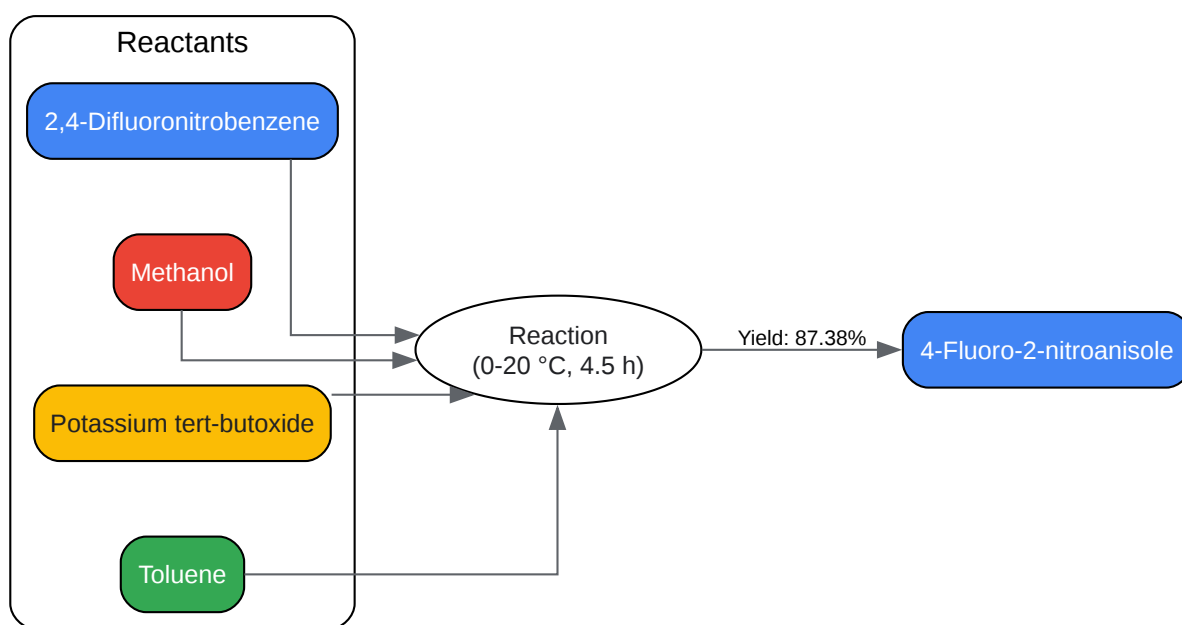 Reactants
2,4-Difluoronitrobenzene
Methanol
Potassium tert-butoxide
Toluene
Reaction
(0-20 °C, 4.5 h)
Yield: 87.38%
4-Fluoro-2-nitroanisole